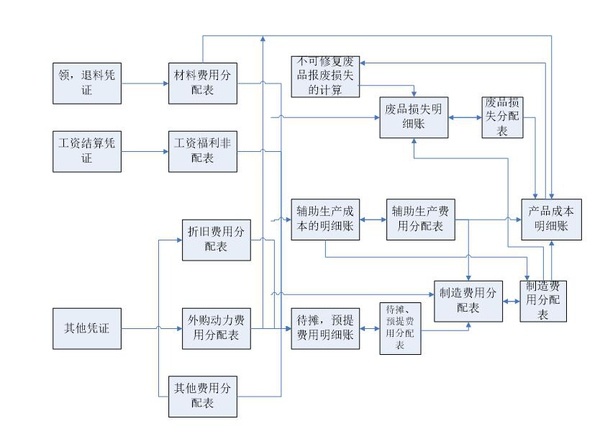 领，退料凭
证
材料费用分
配表
不可修复废
品报废损失
的计算
废品损失明
细账
废品损
失分配
表
工资结算凭
证
工资福利非
配表
折旧费用分
配表
辅助生产成
本的明细账
辅助生产费
用分配表
产品成本
明细账
其他凭证
外购动力费
用分配表
待摊，预提
费用明细账
待摊、
预提费
用分配
表
制造费用分
配表
制造费
用分配
表
其他费用分
配表